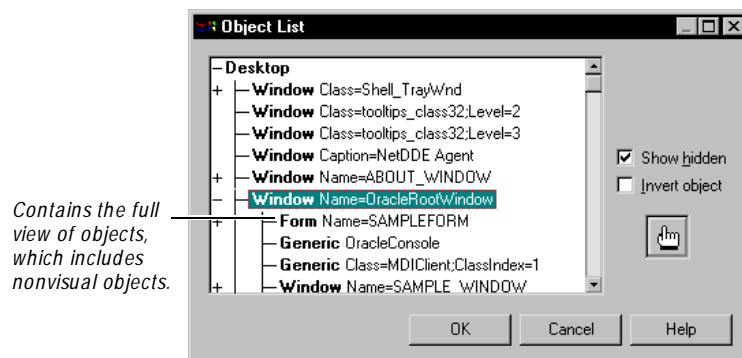 Object List
Desktop
Window Class=Shell_TrayWnd
Window Class=tooltips_class32;Level=2
Window Class=tooltips_class32;Level=3
Window Caption=NetDDE Agent
Window Name=ABOUT_WINDOW
Window Name=OracleRootWindow
Form Name=SAMPLEFORM
Generic OracleConsole
Generic Class=MDIClient;ClassIndex=1
Window Name=SAMPLE_WINDOW
Show hidden
Invert object
Contains the full
view of objects,
which includes
nonvisual objects.
OK Cancel Help